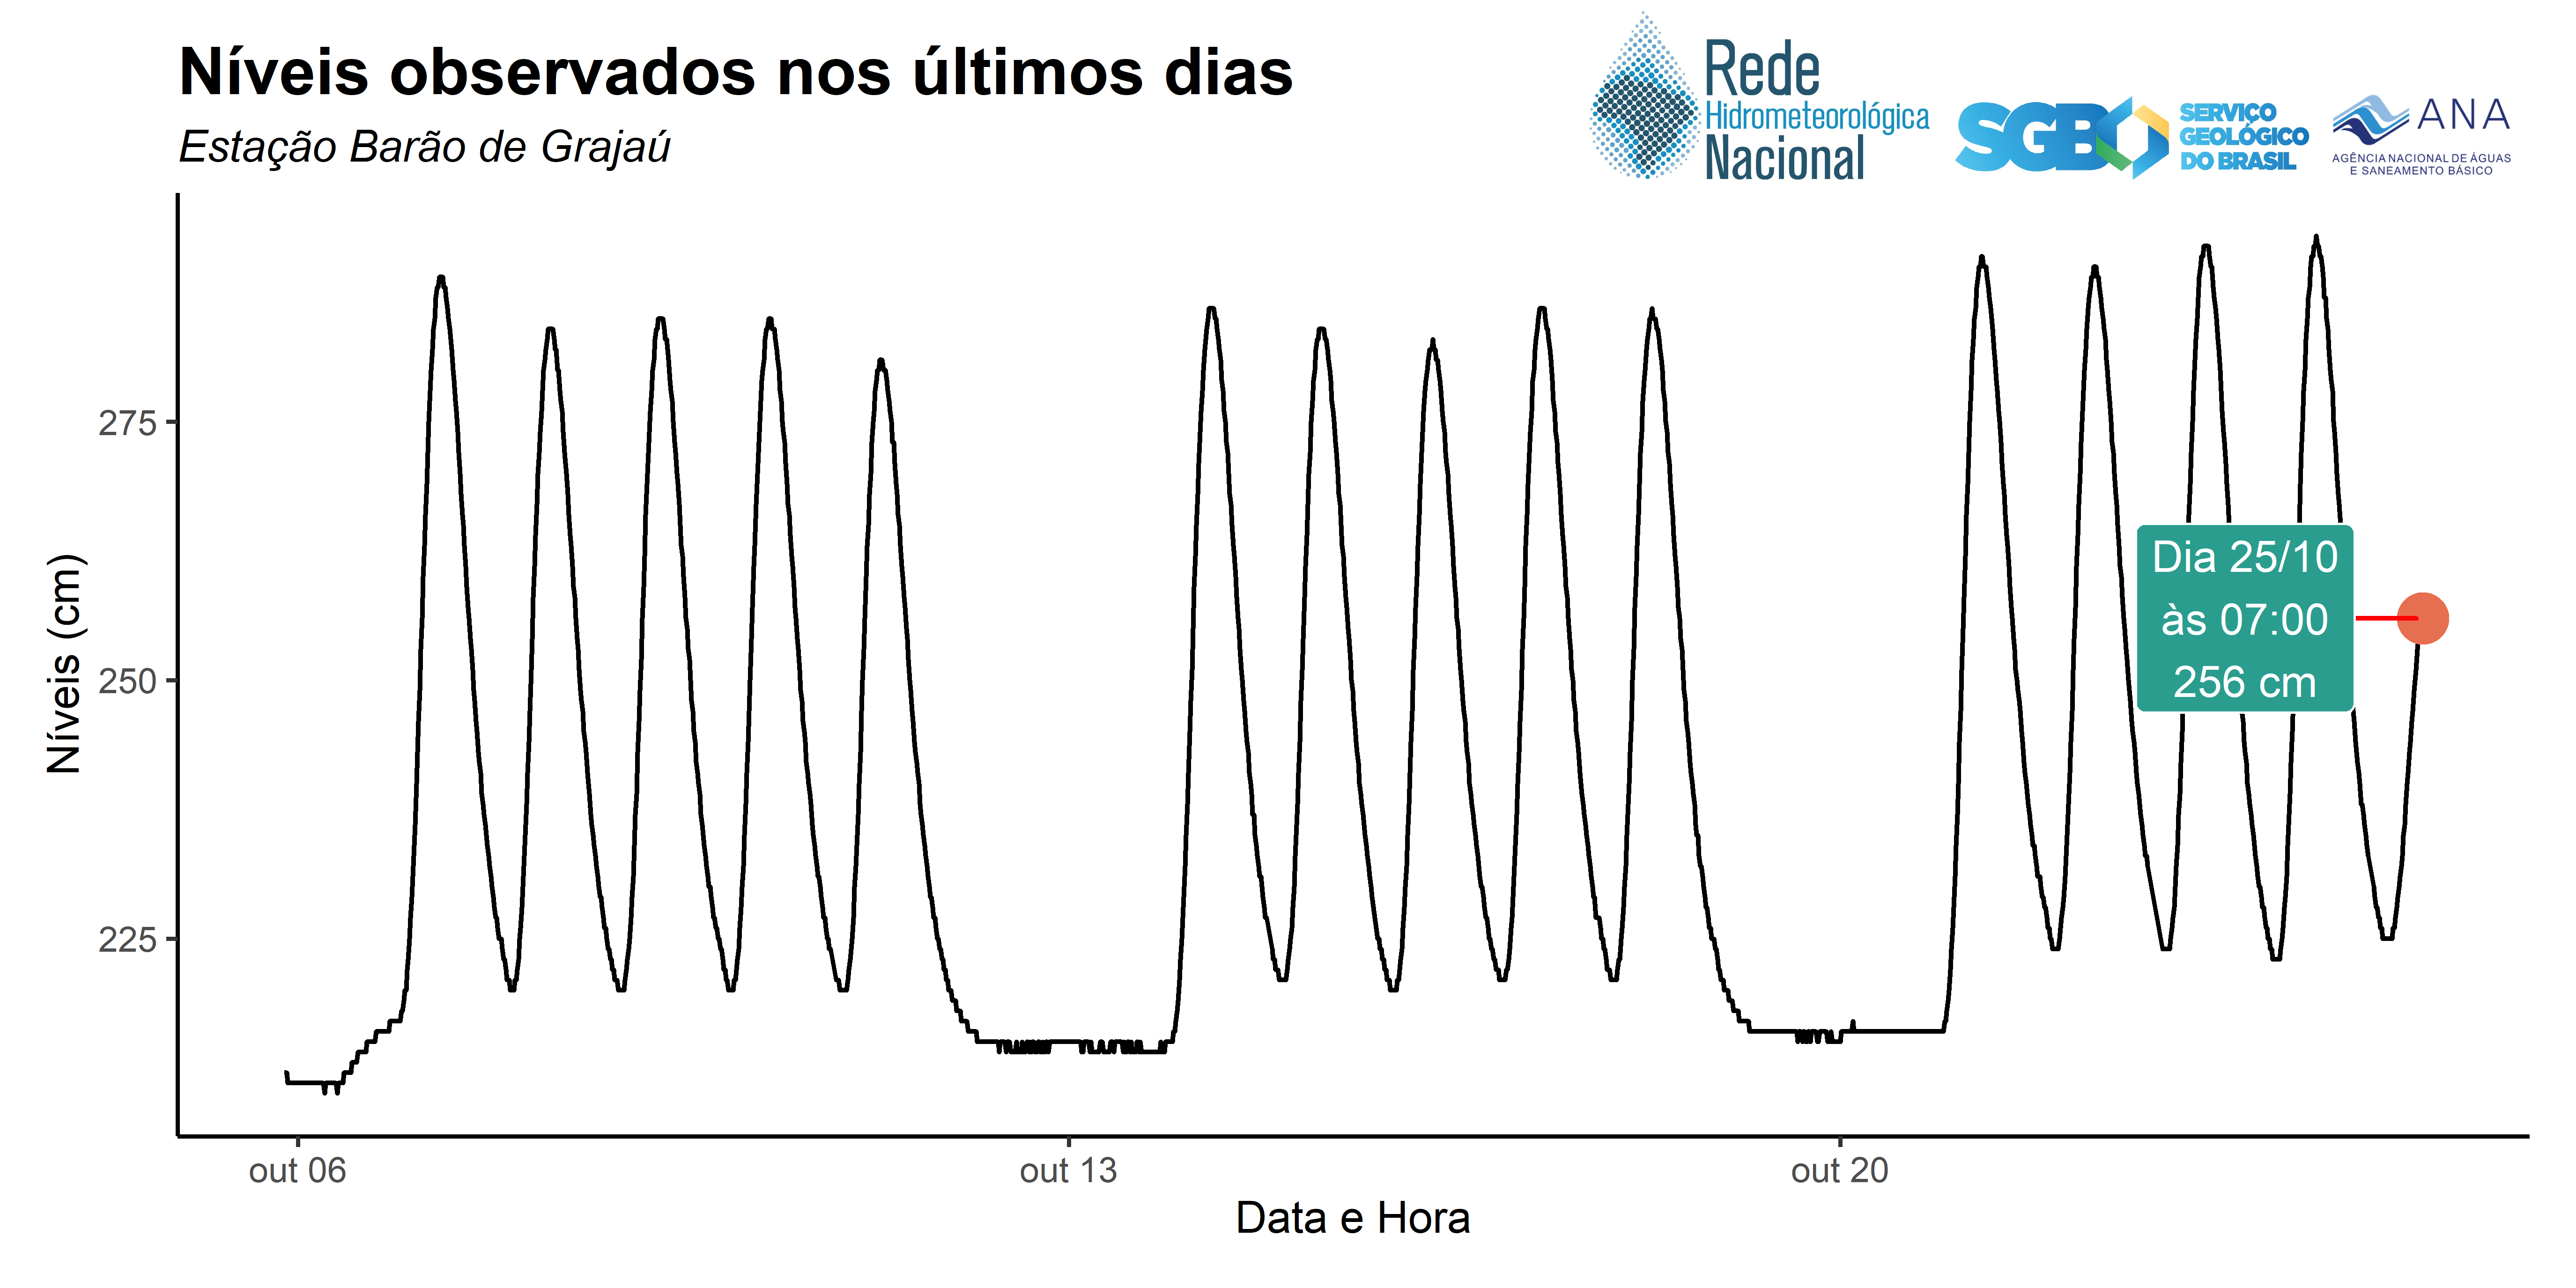 Níveis observados nos últimos dias
Estação Barão de Grajaú
Rede
Hidrometeorológica
Nacional
SGB
SERVIÇO
GEOLÓGICO
DO BRASIL
ANA
AGÊNCIA NACIONAL DE ÁGUAS
E SANEAMENTO BÁSICO
Níveis (cm)
275
250
225
Dia 25/10
às 07:00
256 cm
out 06
out 13
out 20
Data e Hora